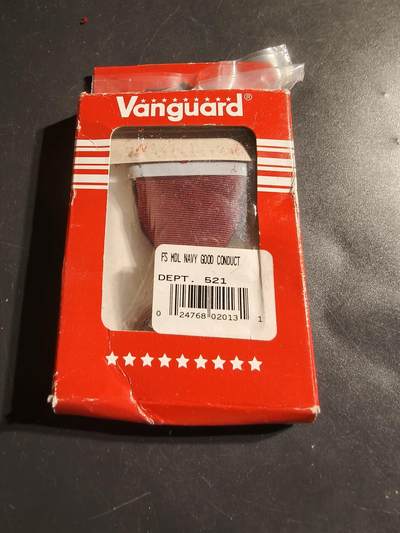 Vanguard®
FS MDL NAVY GOOD CONDUCT
DEPT. 521
0 24768 02013 1